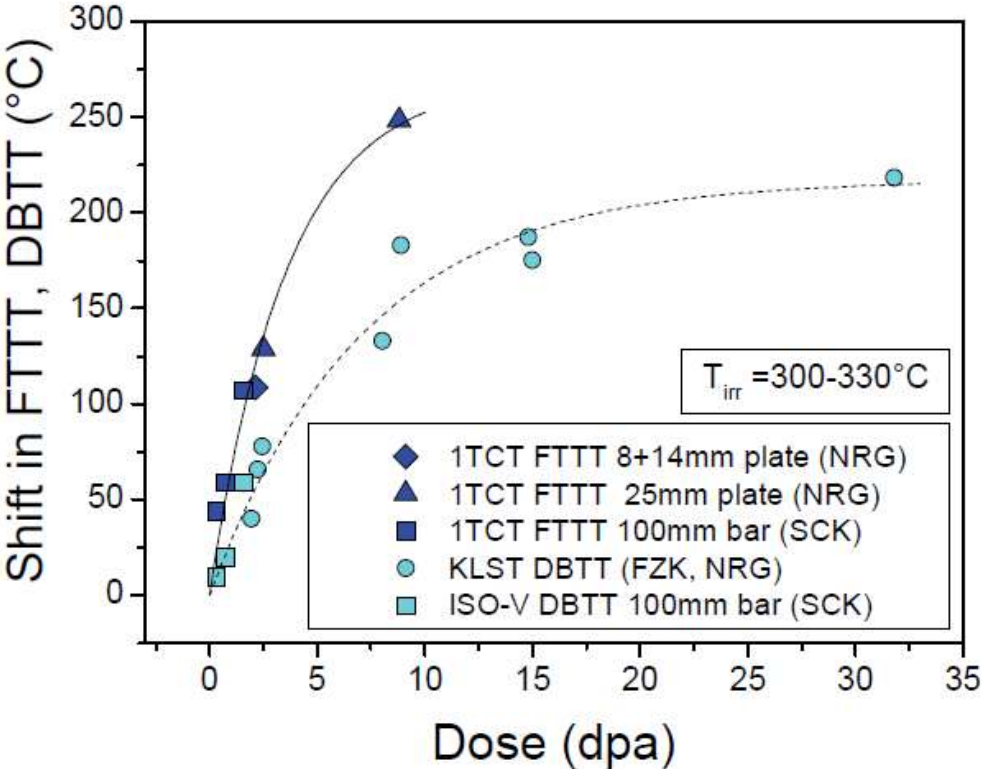 Shift in FTTT, DBTT (°C)
300
250
200
150
100
50
0
T_irr =300-330°C
1TCT FTTT 8+14mm plate (NRG)
1TCT FTTT 25mm plate (NRG)
1TCT FTTT 100mm bar (SCK)
KLST DBTT (FZK, NRG)
ISO-V DBTT 100mm bar (SCK)
0 5 10 15 20 25 30 35
Dose (dpa)